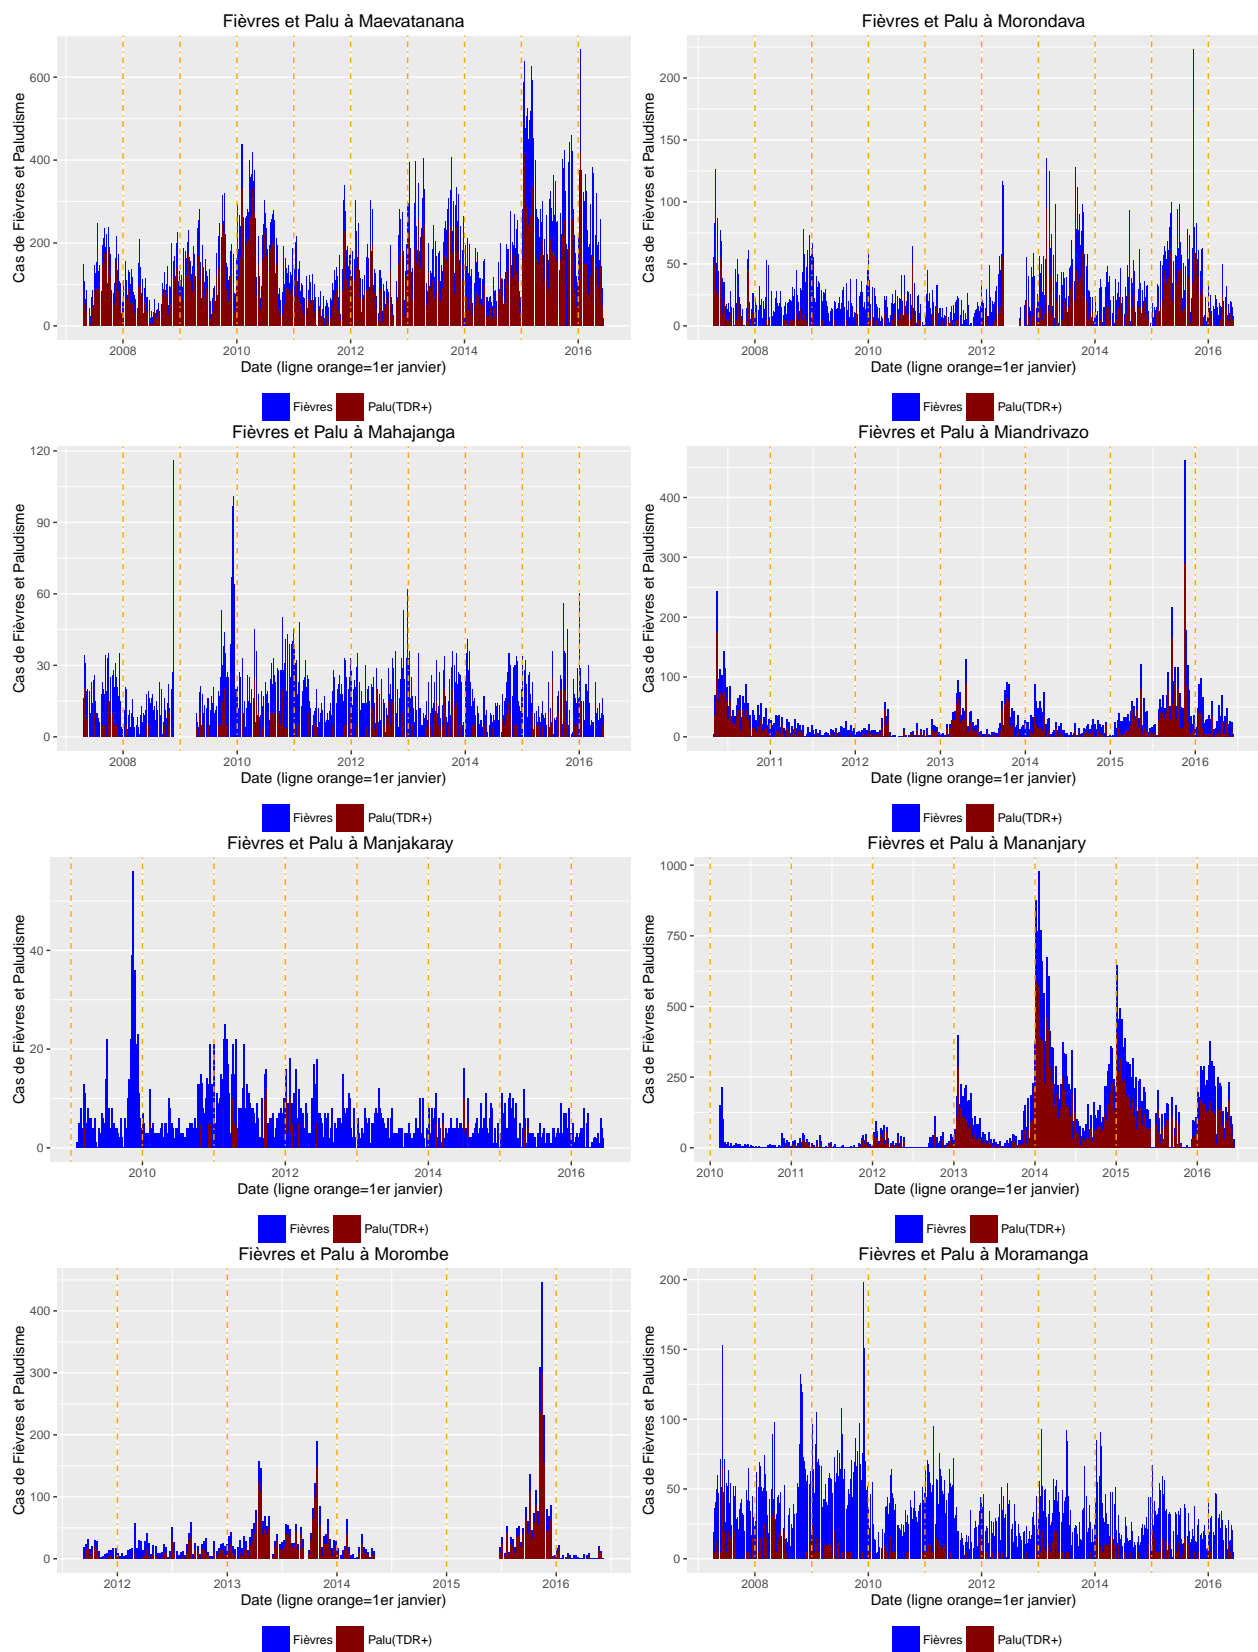 Fièvres et Palu à Maevatanana
Cas de Fièvres et Paludisme
600
400
200
0
2008 2010 2012 2014 2016
Date (ligne orange=1er janvier)
Fièvres Palu(TDR+)
Fièvres et Palu à Morondava
Cas de Fièvres et Paludisme
200
150
100
50
0
2008 2010 2012 2014 2016
Date (ligne orange=1er janvier)
Fièvres Palu(TDR+)
Fièvres et Palu à Mahajanga
Cas de Fièvres et Paludisme
120
90
60
30
0
2008 2010 2012 2014 2016
Date (ligne orange=1er janvier)
Fièvres Palu(TDR+)
Fièvres et Palu à Miandrivazo
Cas de Fièvres et Paludisme
400
300
200
100
0
2011 2012 2013 2014 2015 2016
Date (ligne orange=1er janvier)
Fièvres Palu(TDR+)
Fièvres et Palu à Manjakaray
Cas de Fièvres et Paludisme
40
20
0
2010 2012 2014 2016
Date (ligne orange=1er janvier)
Fièvres Palu(TDR+)
Fièvres et Palu à Mananjary
Cas de Fièvres et Paludisme
1000
750
500
250
0
2010 2011 2012 2013 2014 2015 2016
Date (ligne orange=1er janvier)
Fièvres Palu(TDR+)
Fièvres et Palu à Morombe
Cas de Fièvres et Paludisme
400
300
200
100
0
2012 2013 2014 2015 2016
Date (ligne orange=1er janvier)
Fièvres Palu(TDR+)
Fièvres et Palu à Moramanga
Cas de Fièvres et Paludisme
200
150
100
50
0
2008 2010 2012 2014 2016
Date (ligne orange=1er janvier)
Fièvres Palu(TDR+)